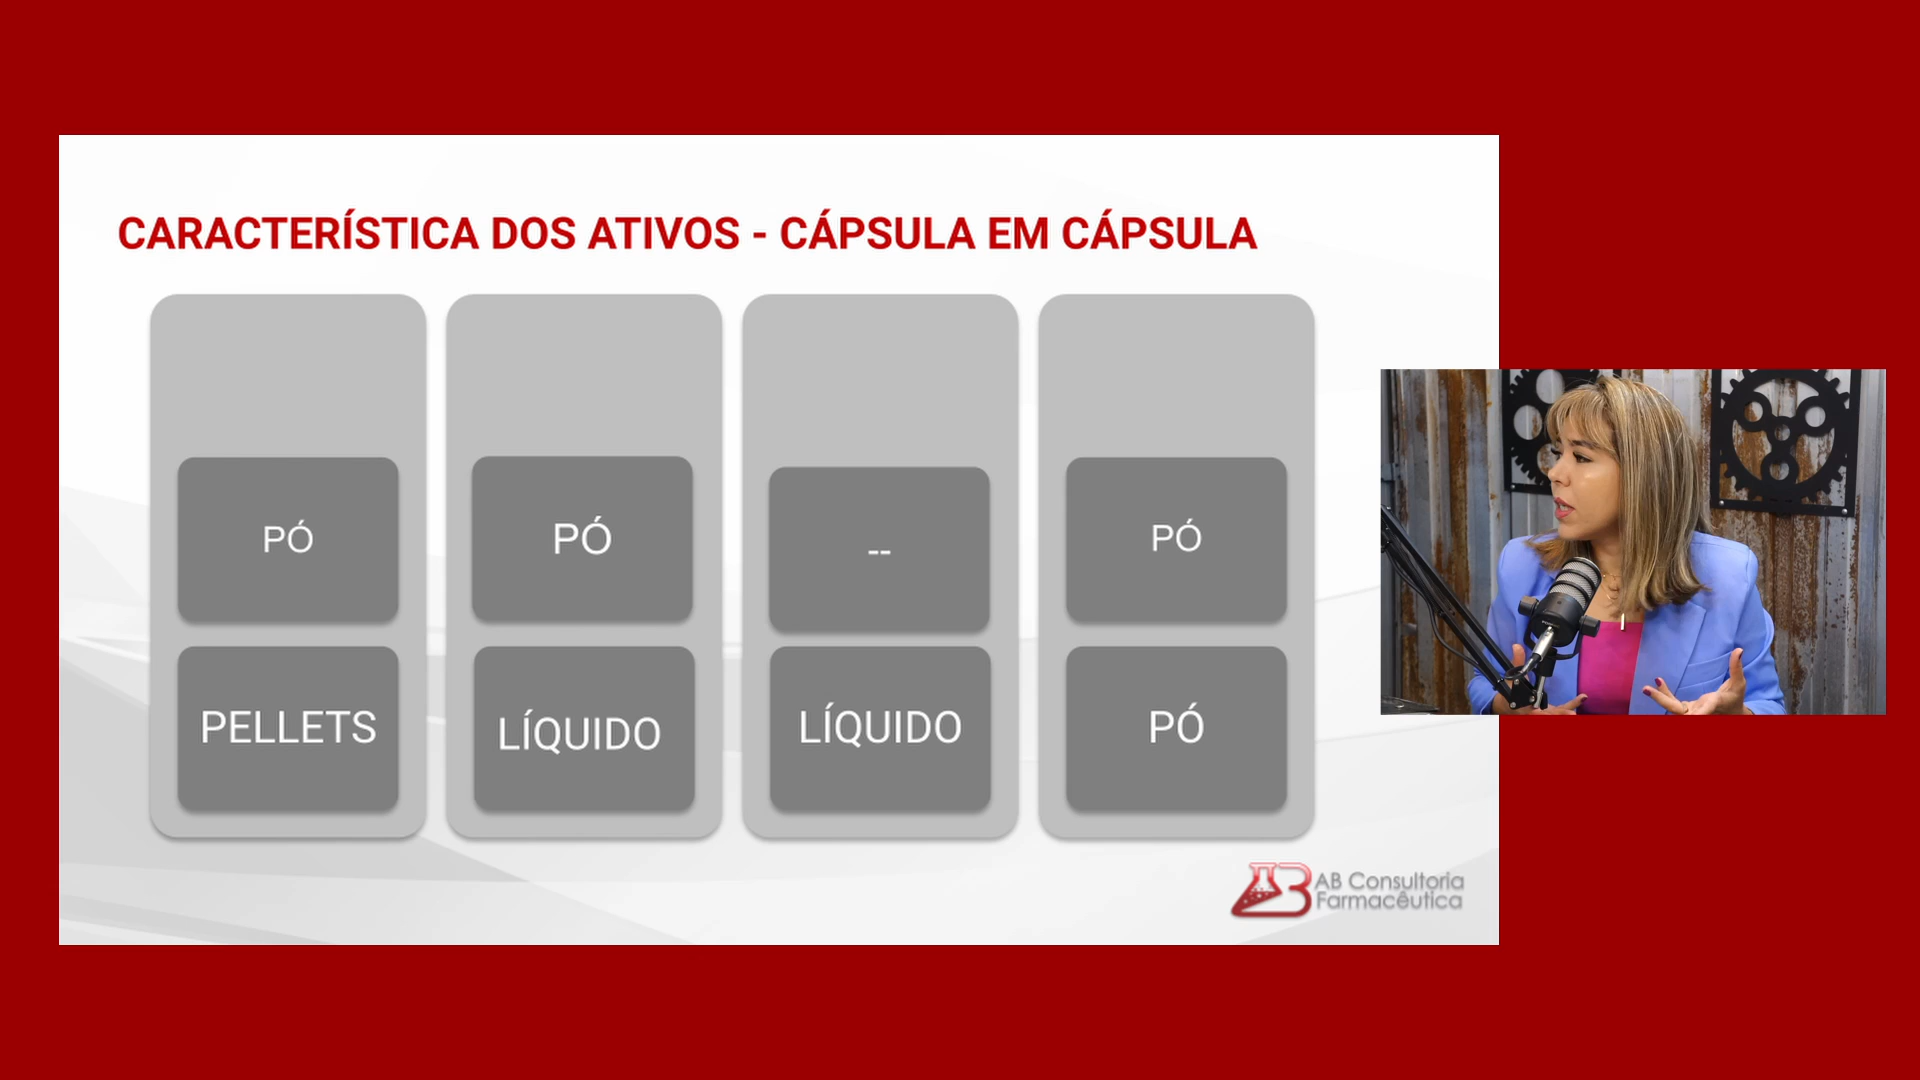 CARACTERÍSTICA DOS ATIVOS - CÁPSULA EM CÁPSULA
PÓ
PELLETS
PÓ
LÍQUIDO
--
LÍQUIDO
PÓ
PÓ
AB Consultoria
Farmacêutica